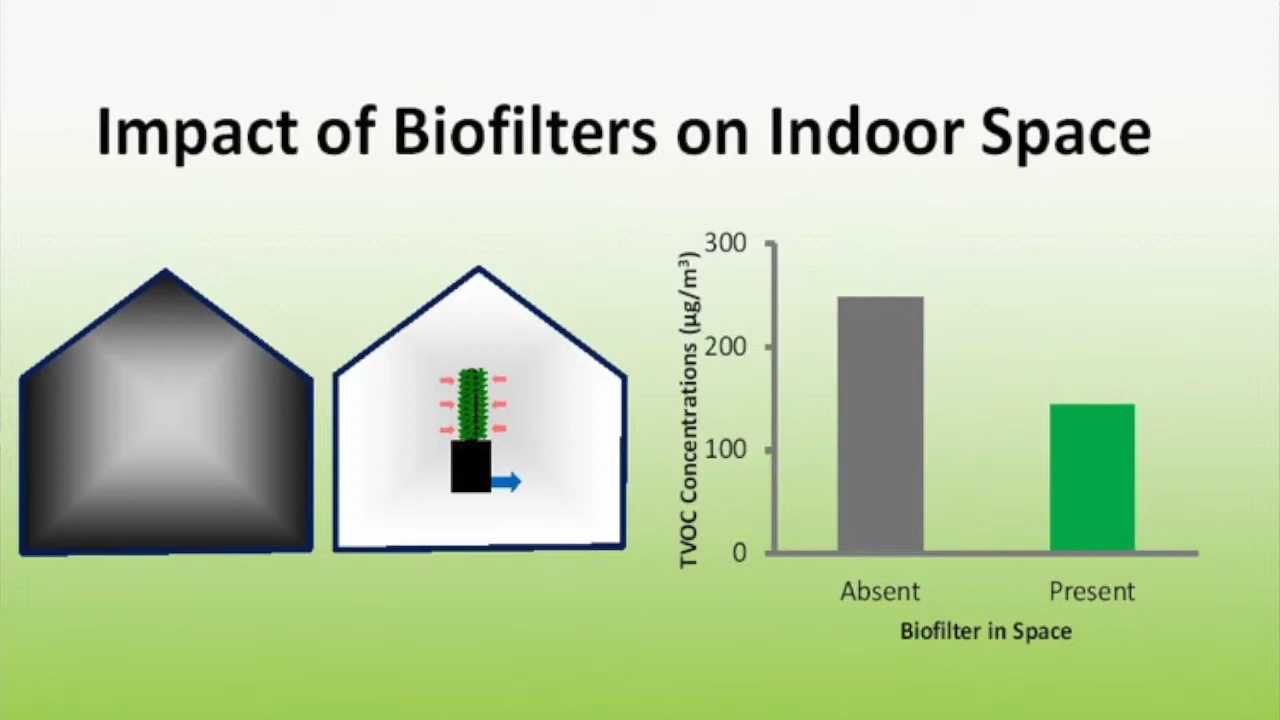 Impact of Biofilters on Indoor Space
TVOC Concentrations (µg/m³)
300
200
100
0
Absent
Present
Biofilter in Space